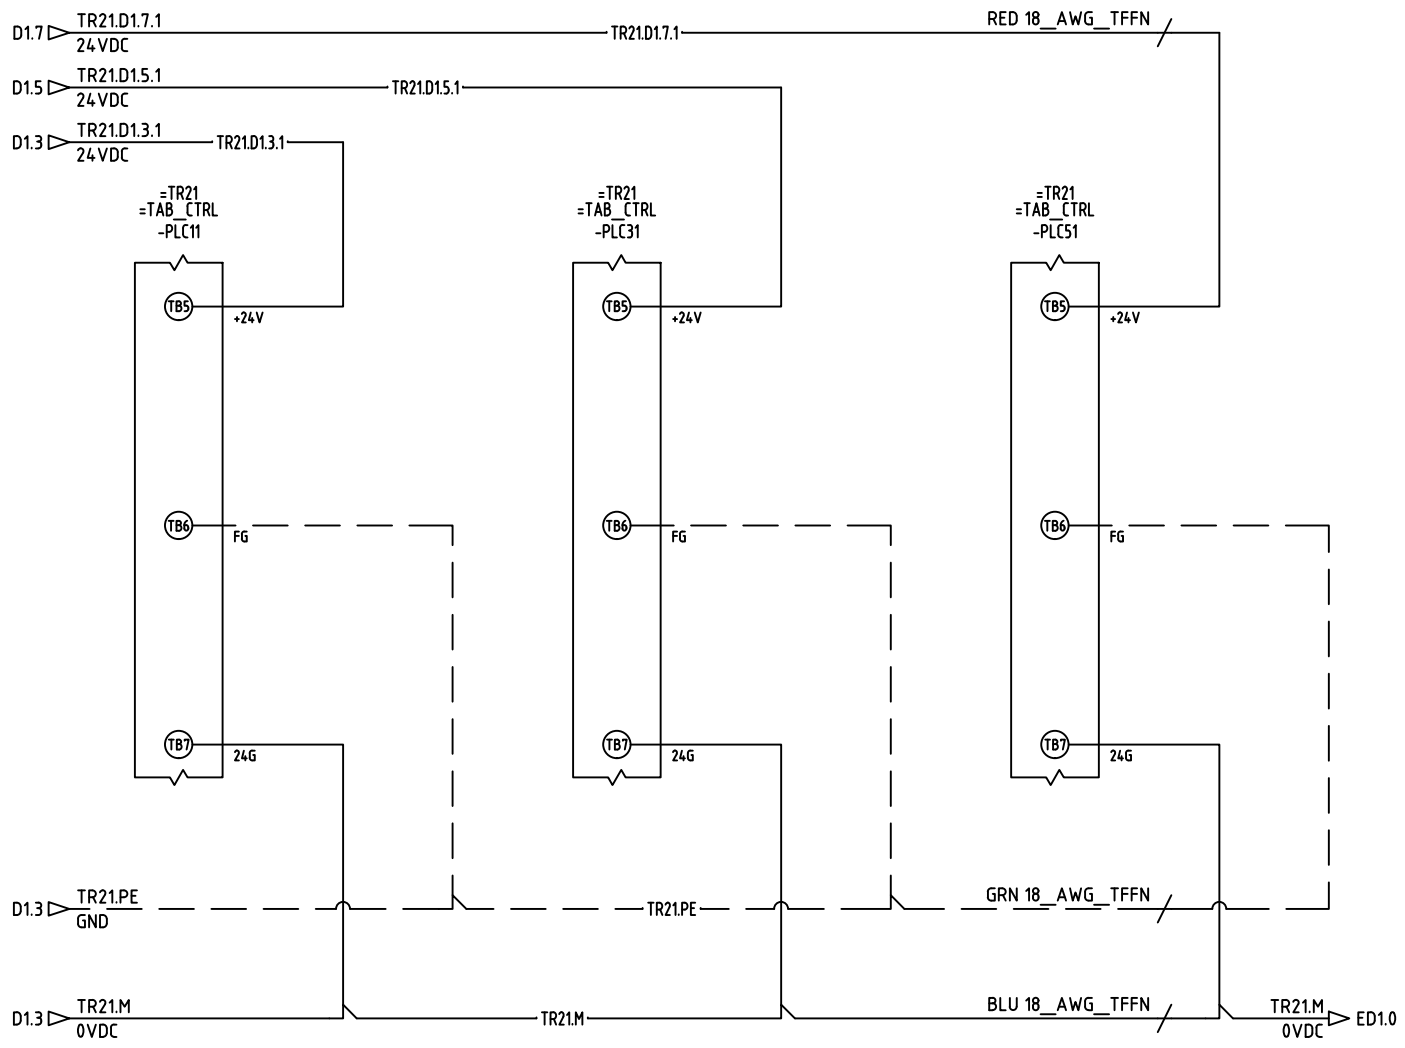 TR21.D1.7.1
D1.7
24VDC
TR21.D1.7.1
RED 18_AWG_TFFN
TR21.D1.5.1
D1.5
24VDC
TR21.D1.5.1
TR21.D1.3.1
D1.3
24VDC
TR21.D1.3.1
=TR21
=TAB_CTRL
-PLC11
=TR21
=TAB_CTRL
-PLC31
=TR21
=TAB_CTRL
-PLC51
TB5
+24V
TB5
+24V
TB5
+24V
TB6
FG
TB6
FG
TB6
FG
TB7
24G
TB7
24G
TB7
24G
TR21.PE
D1.3
GND
TR21.PE
GRN 18_AWG_TFFN
TR21.M
D1.3
0VDC
TR21.M
BLU 18_AWG_TFFN
TR21.M
0VDC
ED1.0